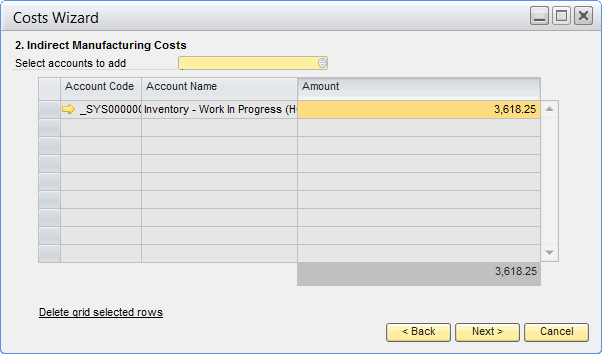 Costs Wizard
2. Indirect Manufacturing Costs
Select accounts to add
Account Code Account Name Amount
_SYS000000 Inventory - Work In Progress (H 3,618.25
3,618.25
Delete grid selected rows
< Back Next > Cancel